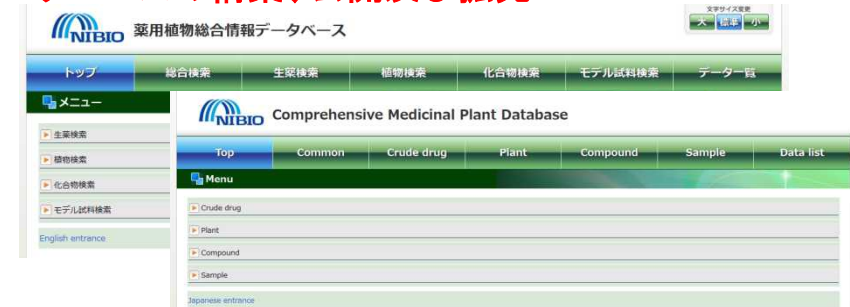 NIBIO 薬用植物総合情報データベース
文字サイズ変更
大 標準 小
トップ 総合検索 生薬検索 植物検索 化合物検索 モデル試料検索 データ一覧
メニュー
生薬検索
植物検索
化合物検索
モデル試料検索
English entrance
NIBIO Comprehensive Medicinal Plant Database
Top Common Crude drug Plant Compound Sample Data list
Menu
Crude drug
Plant
Compound
Sample
Japanese entrance